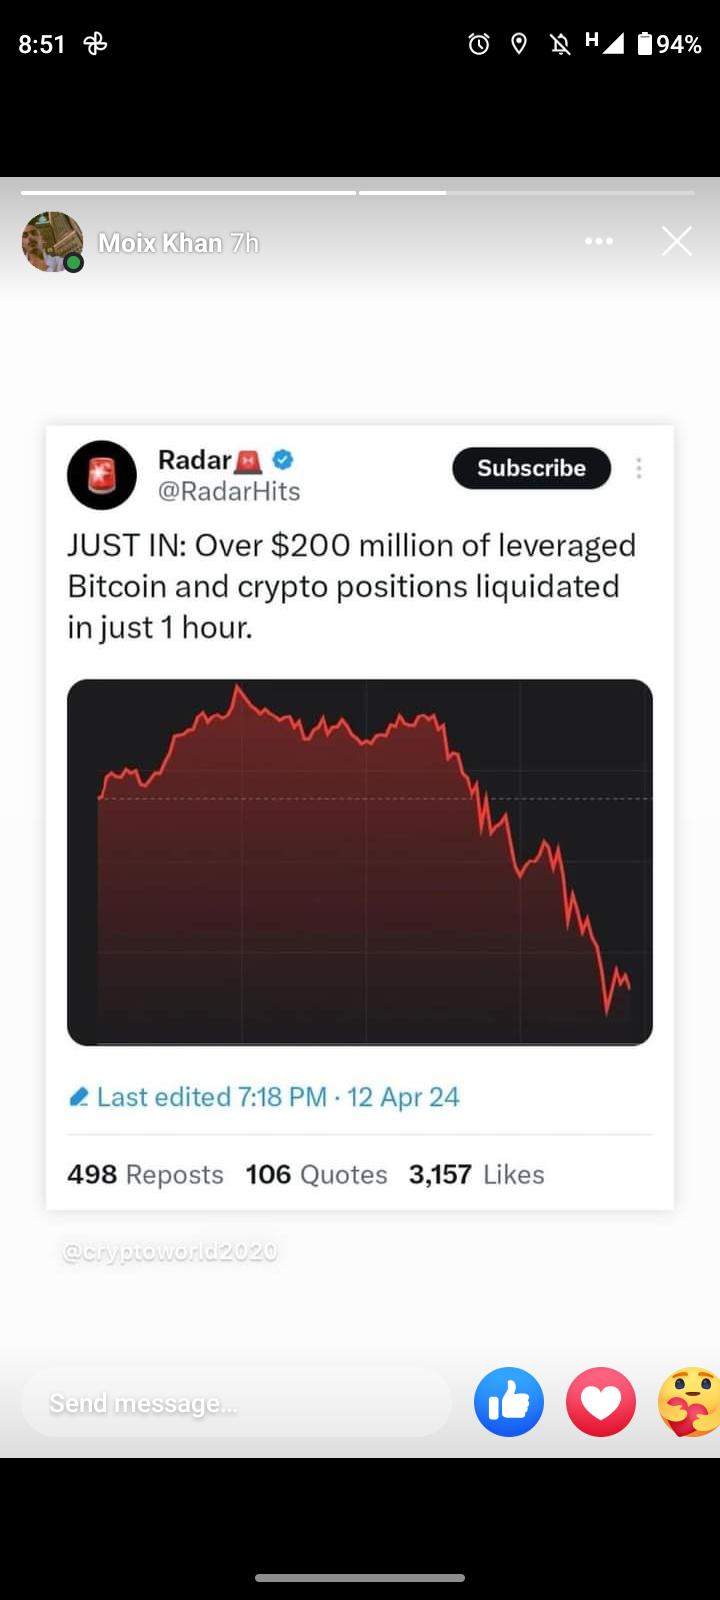 8:51
H
94%
Moix Khan 7h
Radar
@RadarHits
Subscribe
JUST IN: Over $200 million of leveraged
Bitcoin and crypto positions liquidated
in just 1 hour.
Last edited 7:18 PM · 12 Apr 24
498 Reposts 106 Quotes 3,157 Likes
@cryptoworld2020
Send message...